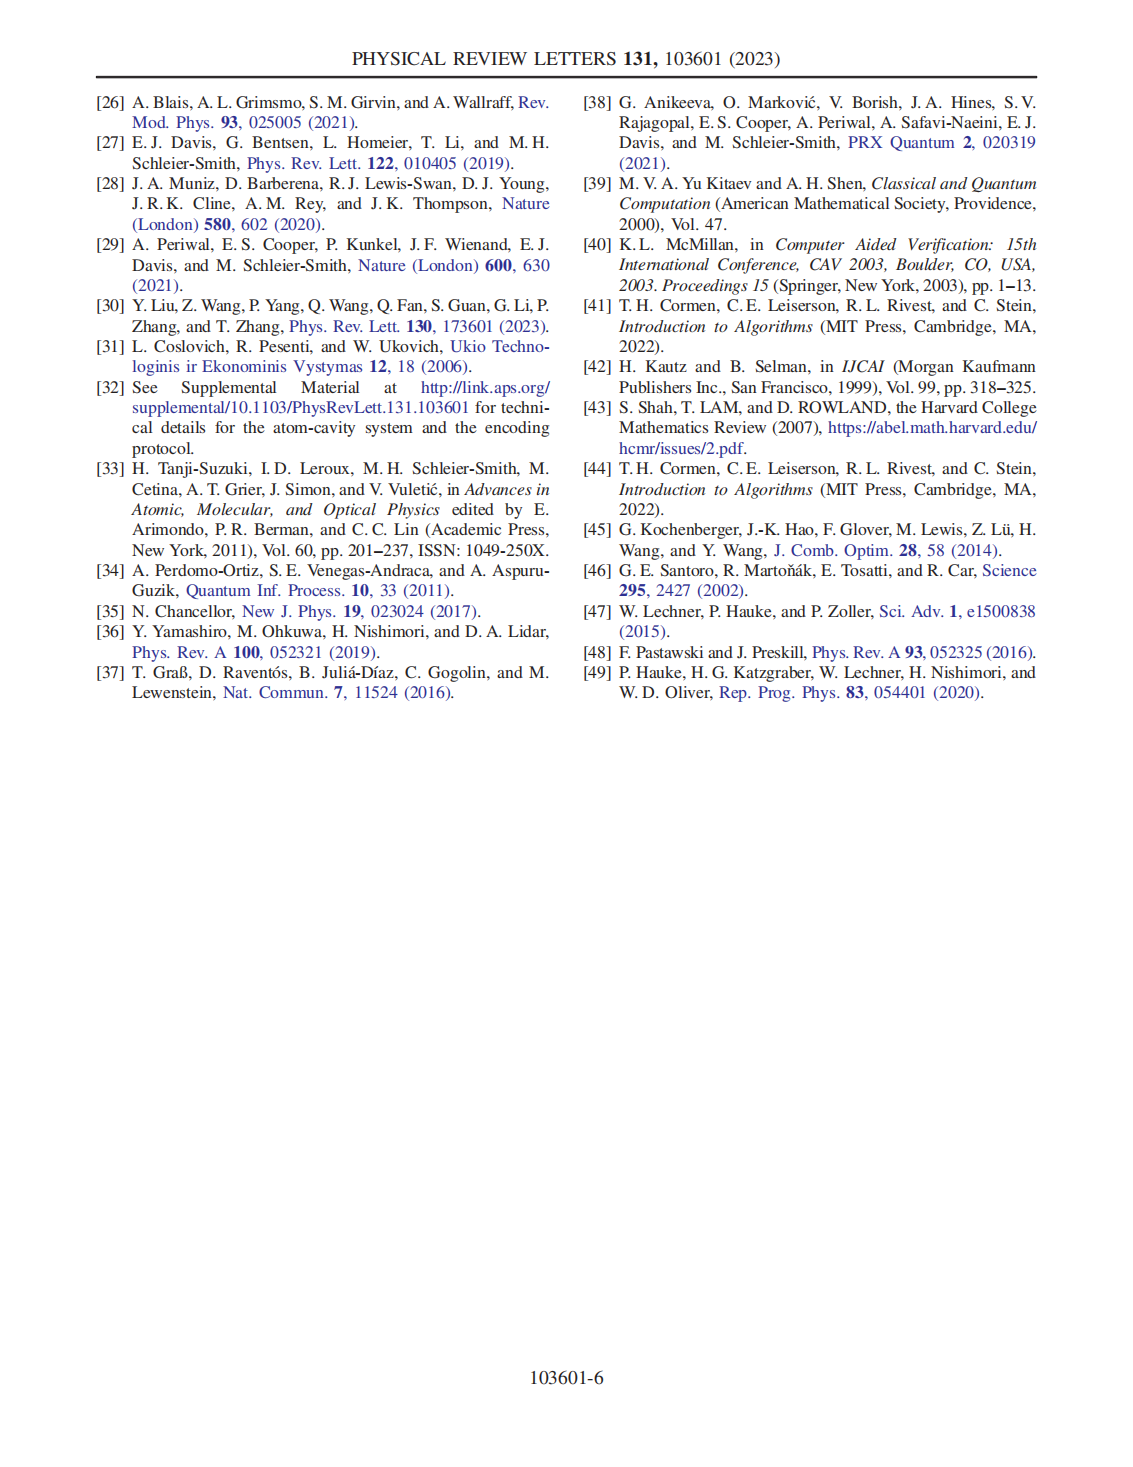 PHYSICAL REVIEW LETTERS 131, 103601 (2023)
[26] A. Blais, A. L. Grimsmo, S. M. Girvin, and A. Wallraff, Rev.
Mod. Phys. 93, 025005 (2021).
[27] E. J. Davis, G. Bentsen, L. Homeier, T. Li, and M. H.
Schleier-Smith, Phys. Rev. Lett. 122, 010405 (2019).
[28] J. A. Muniz, D. Barberena, R. J. Lewis-Swan, D. J. Young,
J. R. K. Cline, A. M. Rey, and J. K. Thompson, Nature
(London) 580, 602 (2020).
[29] A. Periwal, E. S. Cooper, P. Kunkel, J. F. Wienand, E. J.
Davis, and M. Schleier-Smith, Nature (London) 600, 630
(2021).
[30] Y. Liu, Z. Wang, P. Yang, Q. Wang, Q. Fan, S. Guan, G. Li, P.
Zhang, and T. Zhang, Phys. Rev. Lett. 130, 173601 (2023).
[31] L. Coslovich, R. Pesenti, and W. Ukovich, Ukio Techno-
loginis ir Ekonominis Vystymas 12, 18 (2006).
[32] See Supplemental Material at http://link.aps.org/
supplemental/10.1103/PhysRevLett.131.103601 for techni-
cal details for the atom-cavity system and the encoding
protocol.
[33] H. Tanji-Suzuki, I. D. Leroux, M. H. Schleier-Smith, M.
Cetina, A. T. Grier, J. Simon, and V. Vuletić, in Advances in
Atomic, Molecular, and Optical Physics edited by E.
Arimondo, P. R. Berman, and C. C. Lin (Academic Press,
New York, 2011), Vol. 60, pp. 201–237, ISSN: 1049-250X.
[34] A. Perdomo-Ortiz, S. E. Venegas-Andraca, and A. Aspuru-
Guzik, Quantum Inf. Process. 10, 33 (2011).
[35] N. Chancellor, New J. Phys. 19, 023024 (2017).
[36] Y. Yamashiro, M. Ohkuwa, H. Nishimori, and D. A. Lidar,
Phys. Rev. A 100, 052321 (2019).
[37] T. Graß, D. Raventós, B. Juliá-Díaz, C. Gogolin, and M.
Lewenstein, Nat. Commun. 7, 11524 (2016).
[38] G. Anikeeva, O. Marković, V. Borish, J. A. Hines, S. V.
Rajagopal, E. S. Cooper, A. Periwal, A. Safavi-Naeini, E. J.
Davis, and M. Schleier-Smith, PRX Quantum 2, 020319
(2021).
[39] M. V. A. Yu Kitaev and A. H. Shen, Classical and Quantum
Computation (American Mathematical Society, Providence,
2000), Vol. 47.
[40] K. L. McMillan, in Computer Aided Verification: 15th
International Conference, CAV 2003, Boulder, CO, USA,
2003. Proceedings 15 (Springer, New York, 2003), pp. 1–13.
[41] T. H. Cormen, C. E. Leiserson, R. L. Rivest, and C. Stein,
Introduction to Algorithms (MIT Press, Cambridge, MA,
2022).
[42] H. Kautz and B. Selman, in IJCAI (Morgan Kaufmann
Publishers Inc., San Francisco, 1999), Vol. 99, pp. 318–325.
[43] S. Shah, T. LAM, and D. ROWLAND, the Harvard College
Mathematics Review (2007), https://abel.math.harvard.edu/
hcmr/issues/2.pdf.
[44] T. H. Cormen, C. E. Leiserson, R. L. Rivest, and C. Stein,
Introduction to Algorithms (MIT Press, Cambridge, MA,
2022).
[45] G. Kochenberger, J.-K. Hao, F. Glover, M. Lewis, Z. Lü, H.
Wang, and Y. Wang, J. Comb. Optim. 28, 58 (2014).
[46] G. E. Santoro, R. Martoňák, E. Tosatti, and R. Car, Science
295, 2427 (2002).
[47] W. Lechner, P. Hauke, and P. Zoller, Sci. Adv. 1, e1500838
(2015).
[48] F. Pastawski and J. Preskill, Phys. Rev. A 93, 052325 (2016).
[49] P. Hauke, H. G. Katzgraber, W. Lechner, H. Nishimori, and
W. D. Oliver, Rep. Prog. Phys. 83, 054401 (2020).
103601-6